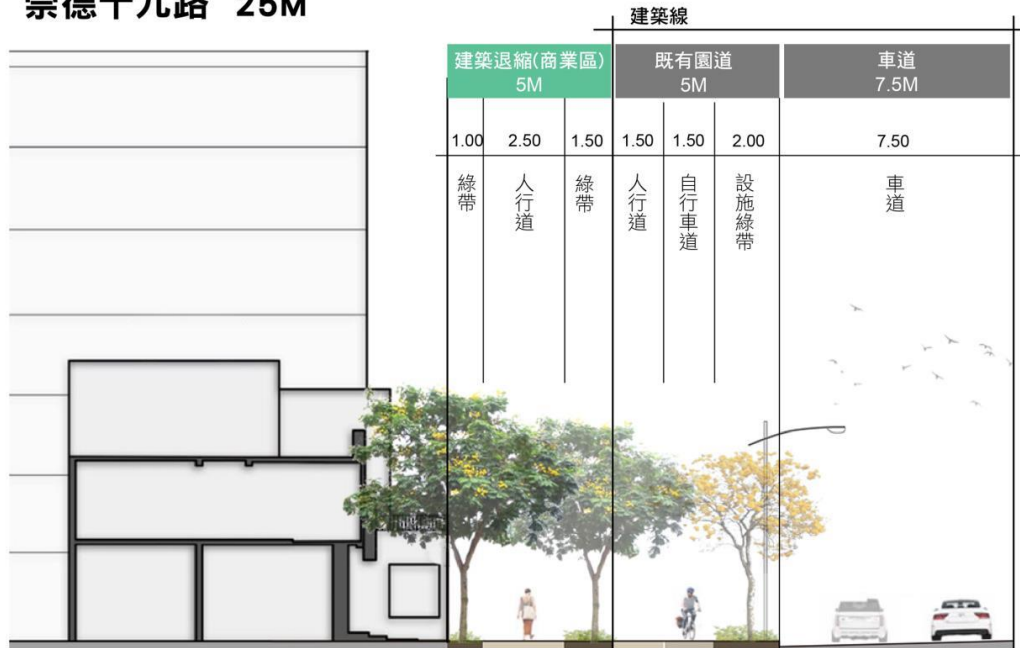 崇德十九路 25M
建築線
建築退縮(商業區)
5M
既有園道
5M
車道
7.5M
1.00
2.50
1.50
1.50
1.50
2.00
7.50
綠帶
人行道
綠帶
人行道
自行車道
設施綠帶
車道